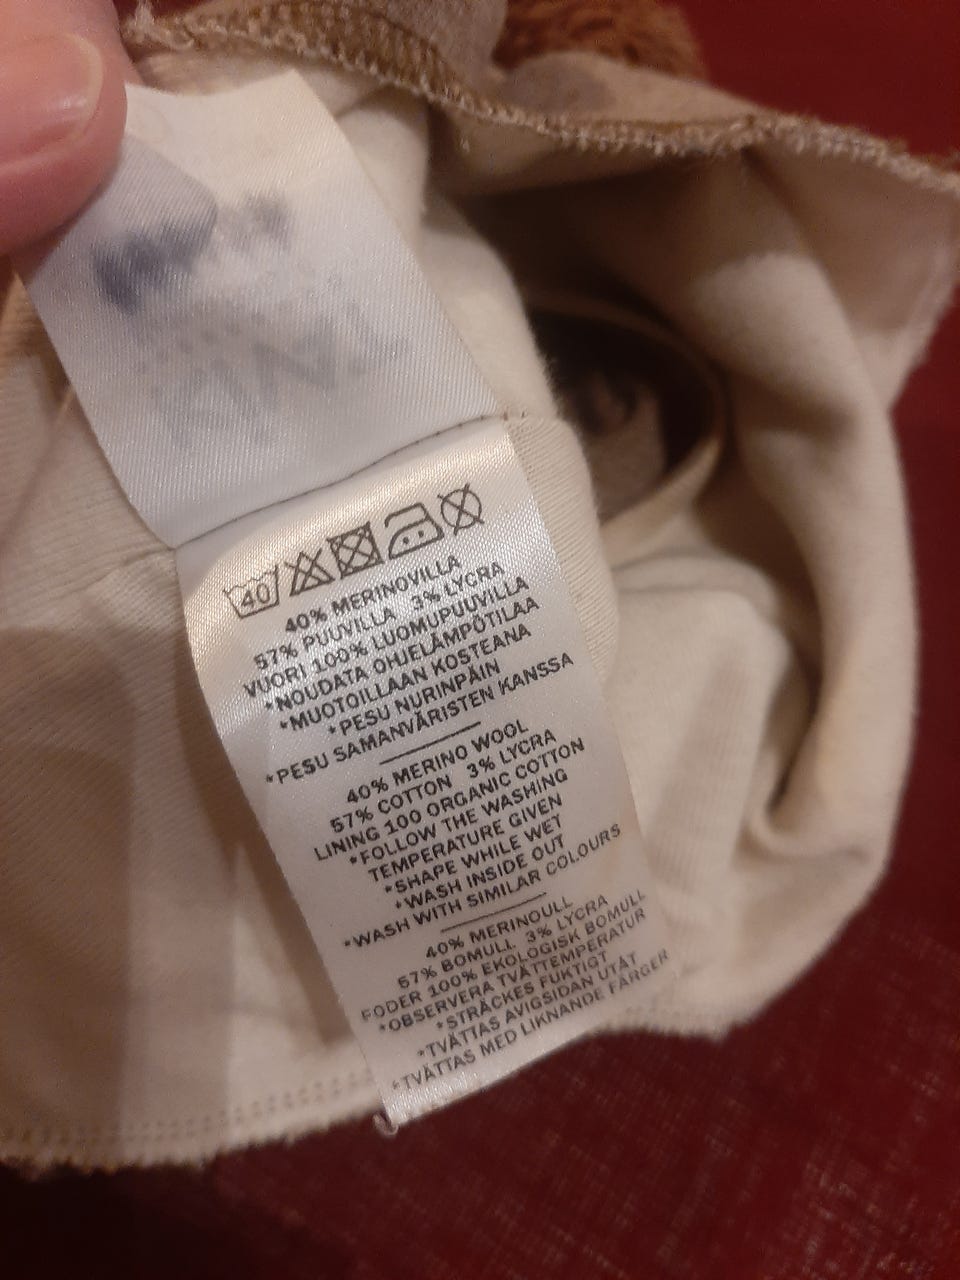 40
40% MERINOVILLA
57% PUUVILLA 3% LYCRA
VUORI 100% LUOMUPUUVILLA
*NOUDATA OHJELÄMPÖTILAA
*MUOTOILLAAN KOSTEANA
*PESU NURINPÄIN
*PESU SAMANVÄRISTEN KANSSA
40% MERINO WOOL
57% COTTON 3% LYCRA
LINING 100 ORGANIC COTTON
*FOLLOW THE WASHING
TEMPERATURE GIVEN
*SHAPE WHILE WET
*WASH INSIDE OUT
*WASH WITH SIMILAR COLOURS
40% MERINOULL
57% BOMULL 3% LYCRA
FODER 100% EKOLOGISK BOMULL
*OBSERVERA TVÄTTEMPERATUR
*STRÄCKES FUKTIGT
*TVÄTTAS AVIGSIDAN UTÅT
*TVÄTTAS MED LIKNANDE FÄRGER